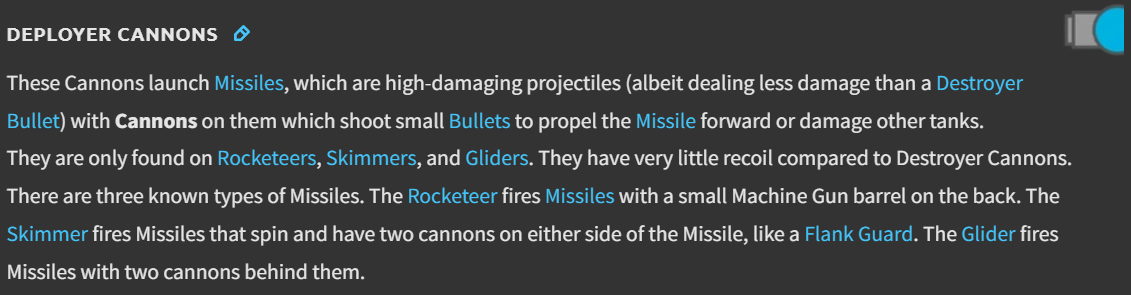 DEPLOYER CANNONS
These Cannons launch Missiles, which are high-damaging projectiles (albeit dealing less damage than a Destroyer
Bullet) with Cannons on them which shoot small Bullets to propel the Missile forward or damage other tanks.
They are only found on Rocketeers, Skimmers, and Gliders. They have very little recoil compared to Destroyer Cannons.
There are three known types of Missiles. The Rocketeer fires Missiles with a small Machine Gun barrel on the back. The
Skimmer fires Missiles that spin and have two cannons on either side of the Missile, like a Flank Guard. The Glider fires
Missiles with two cannons behind them.